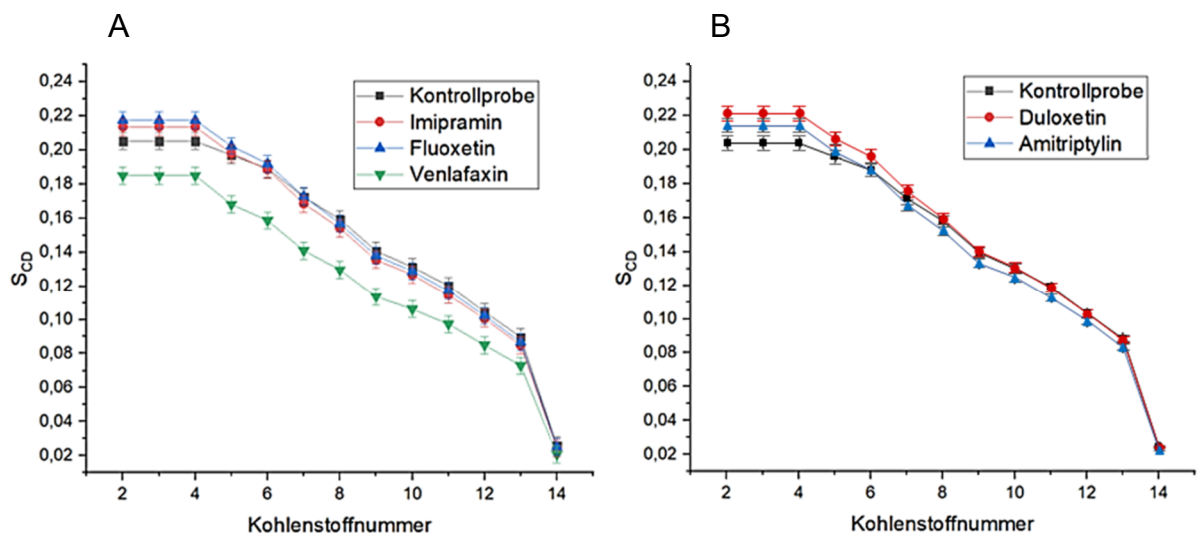 A
0,24
0,22
0,20
0,18
0,16
0,14
0,12
0,10
0,08
0,06
0,04
0,02
S_CD
2 4 6 8 10 12 14
Kohlenstoffnummer
Kontrollprobe
Imipramin
Fluoxetin
Venlafaxin
B
0,24
0,22
0,20
0,18
0,16
0,14
0,12
0,10
0,08
0,06
0,04
0,02
S_CD
2 4 6 8 10 12 14
Kohlenstoffnummer
Kontrollprobe
Duloxetin
Amitriptylin